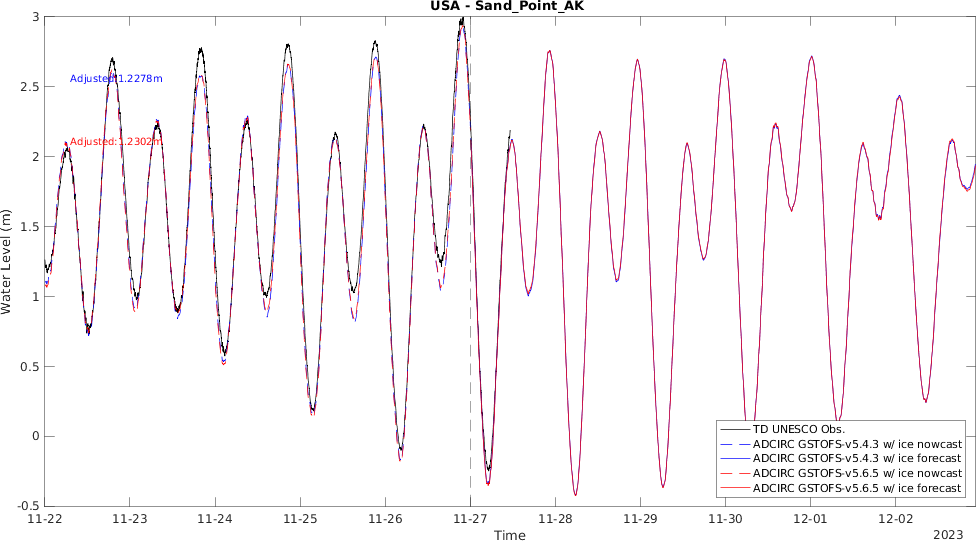 USA - Sand_Point_AK
3
2.5
2
1.5
1
0.5
0
-0.5
Water Level (m)
Adjusted:1.2278m
Adjusted:1.2302m
TD UNESCO Obs.
ADCIRC GSTOFS-v5.4.3 w/ ice nowcast
ADCIRC GSTOFS-v5.4.3 w/ ice forecast
ADCIRC GSTOFS-v5.6.5 w/ ice nowcast
ADCIRC GSTOFS-v5.6.5 w/ ice forecast
11-22 11-23 11-24 11-25 11-26 11-27 11-28 11-29 11-30 12-01 12-02
Time
2023